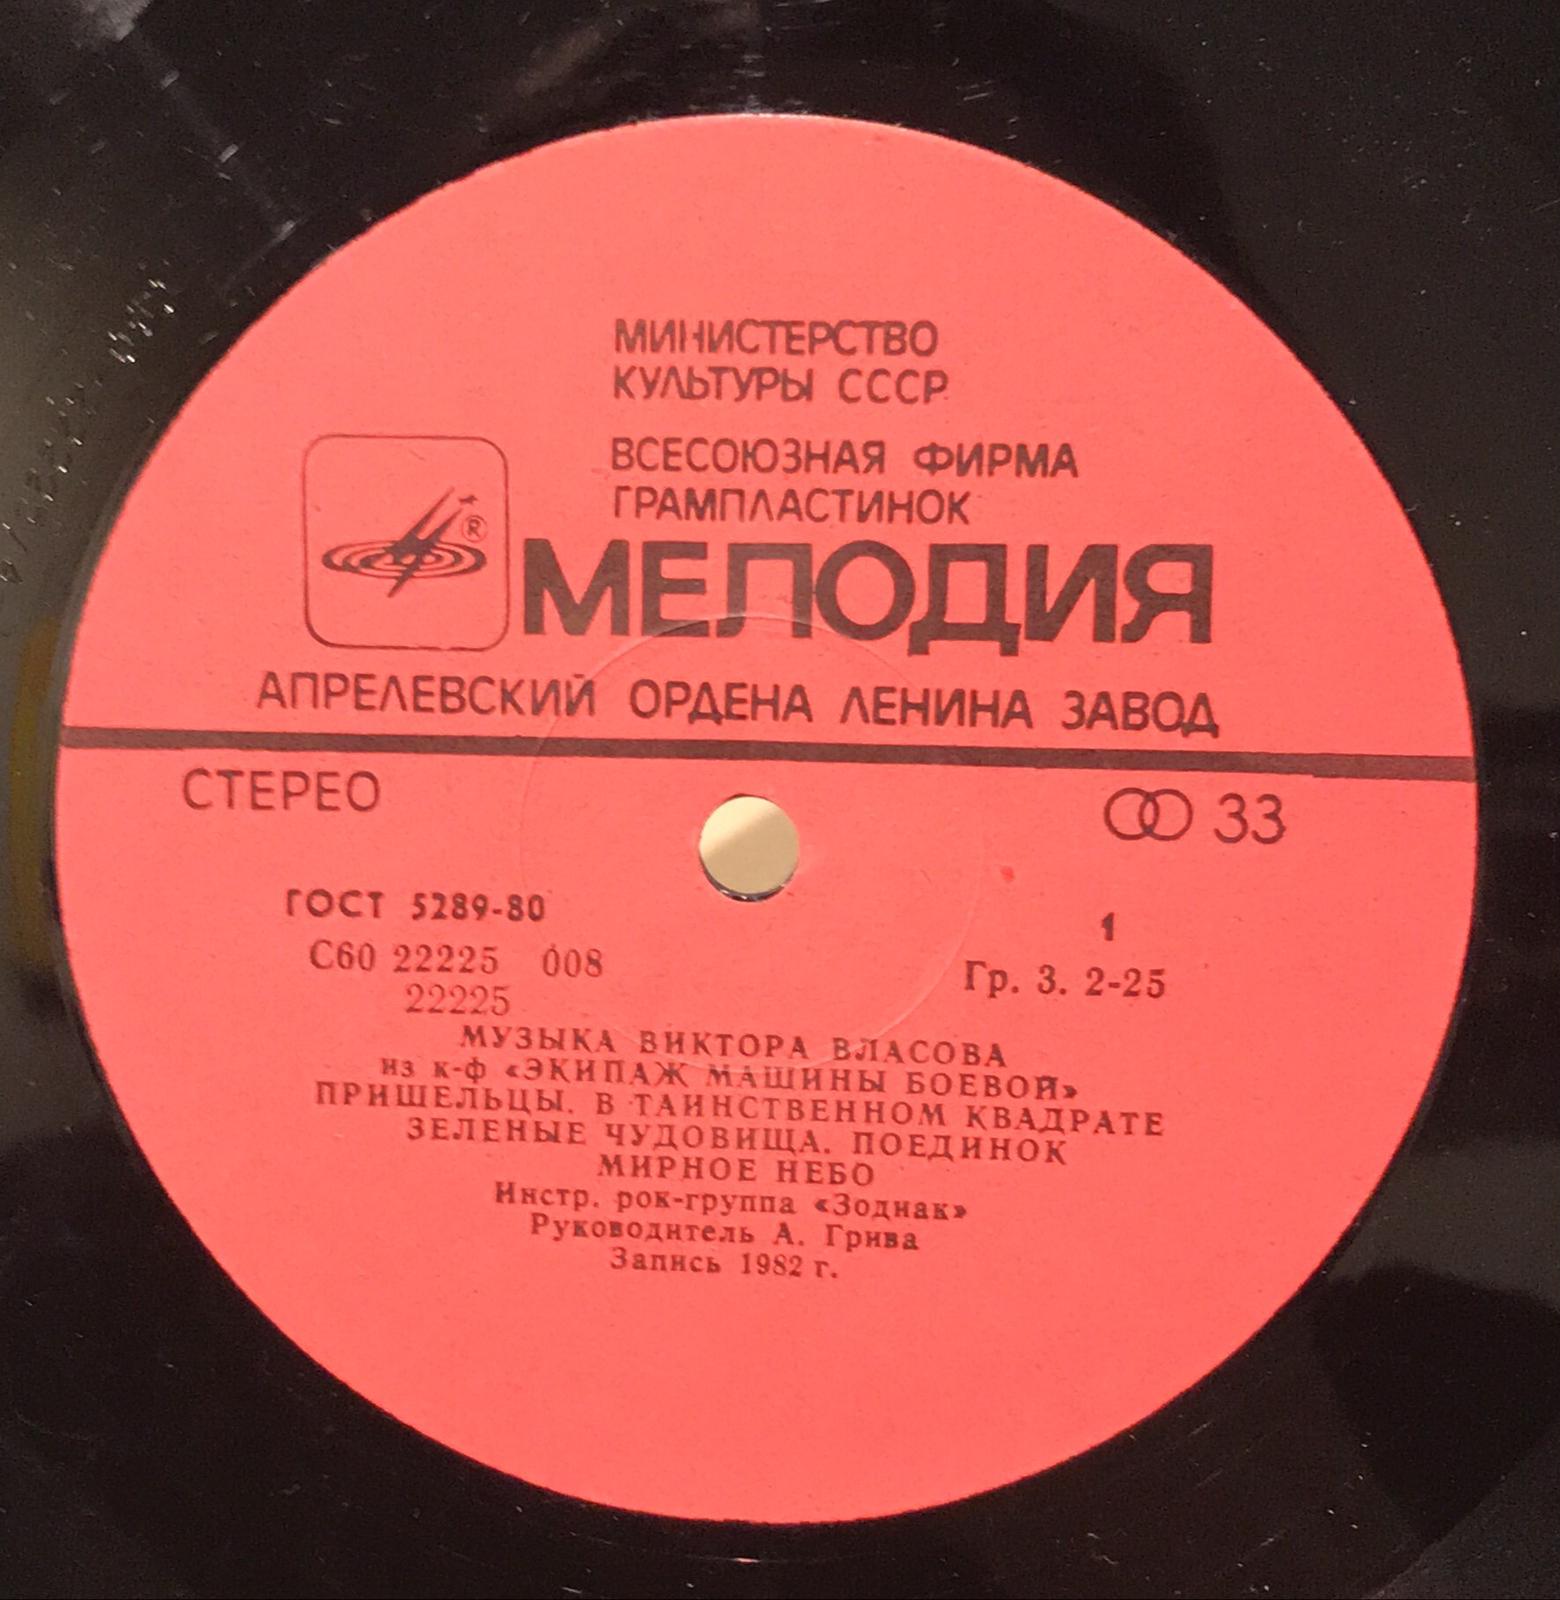 МИНИСТЕРСТВО
КУЛЬТУРЫ СССР
ВСЕСОЮЗНАЯ ФИРМА
ГРАМПЛАСТИНОК
®
МЕЛОДИЯ
АПРЕЛЕВСКИЙ ОРДЕНА ЛЕНИНА ЗАВОД
СТЕРЕО
33
ГОСТ 5289-80
1
С60 22225 008
Гр. 3. 2-25
22225
МУЗЫКА ВИКТОРА ВЛАСОВА
из к-ф «ЭКИПАЖ МАШИНЫ БОЕВОЙ»
ПРИШЕЛЬЦЫ. В ТАИНСТВЕННОМ КВАДРАТЕ
ЗЕЛЕНЫЕ ЧУДОВИЩА. ПОЕДИНОК
МИРНОЕ НЕБО
Инстр. рок-группа «Зодиак»
Руководитель А. Грива
Запись 1982 г.